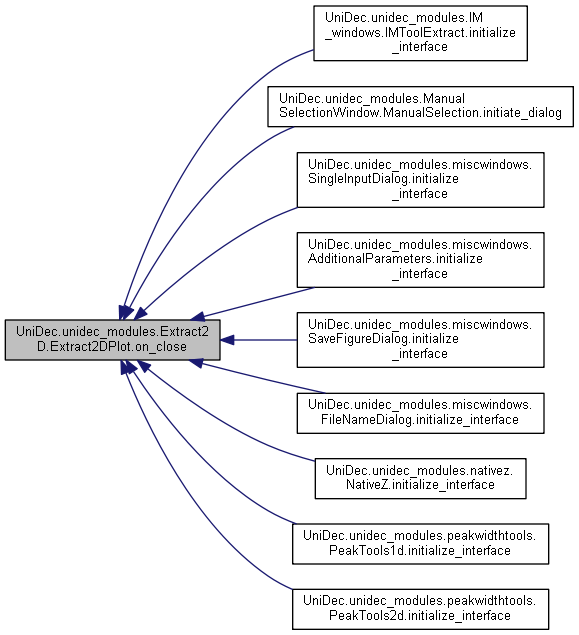 UniDec.unidec_modules.IM
_windows.IMToolExtract.initialize
_interface
UniDec.unidec_modules.Manual
SelectionWindow.ManualSelection.initiate_dialog
UniDec.unidec_modules.miscwindows.
SingleInputDialog.initialize
_interface
UniDec.unidec_modules.miscwindows.
AdditionalParameters.initialize
_interface
UniDec.unidec_modules.Extract2
D.Extract2DPlot.on_close
UniDec.unidec_modules.miscwindows.
SaveFigureDialog.initialize
_interface
UniDec.unidec_modules.miscwindows.
FileNameDialog.initialize_interface
UniDec.unidec_modules.nativez.
NativeZ.initialize_interface
UniDec.unidec_modules.peakwidthtools.
PeakTools1d.initialize_interface
UniDec.unidec_modules.peakwidthtools.
PeakTools2d.initialize_interface